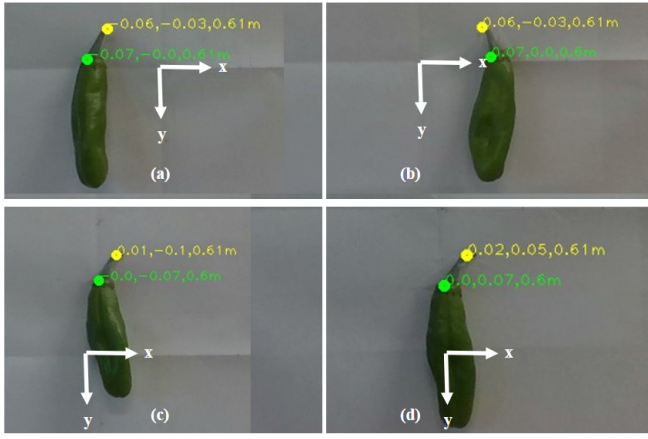 -0.06,-0.03,0.61m
-0.07,-0.0,0.61m
x
y
(a)
0.06,-0.03,0.61m
0.07,0.0,0.6m
x
y
(b)
0.01,-0.1,0.61m
-0.0,-0.07,0.6m
x
y
(c)
0.02,0.05,0.61m
0.0,0.07,0.6m
x
y
(d)